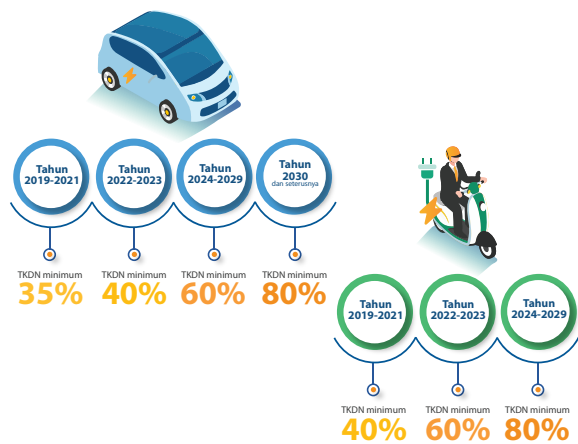 Tahun
2019-2021
Tahun
2022-2023
Tahun
2024-2029
Tahun
2030
dan seterusnya
TKDN minimum
35%
TKDN minimum
40%
TKDN minimum
60%
TKDN minimum
80%
Tahun
2019-2021
Tahun
2022-2023
Tahun
2024-2029
TKDN minimum
40%
TKDN minimum
60%
TKDN minimum
80%